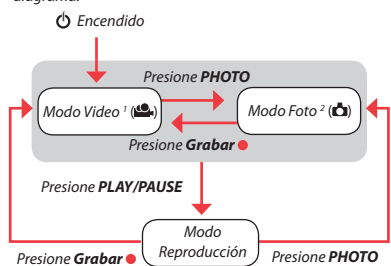 diagrama:
Encendido
Presione PHOTO
Modo Video ¹ ( )
Modo Foto ² ( )
Presione Grabar
Presione PLAY/PAUSE
Modo
Reproducción
Presione Grabar
Presione PHOTO